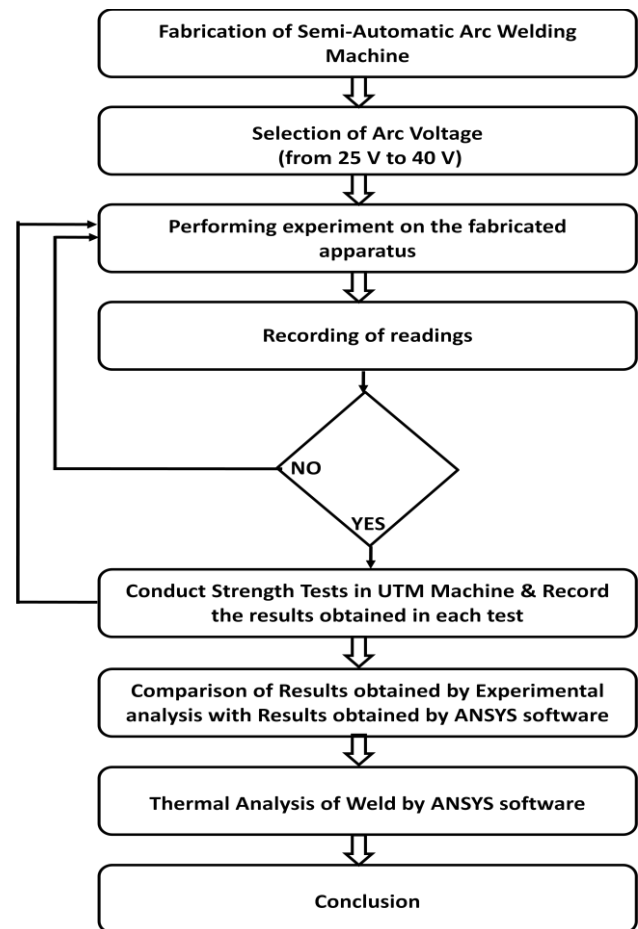 Fabrication of Semi-Automatic Arc Welding
Machine
Selection of Arc Voltage
(from 25 V to 40 V)
Performing experiment on the fabricated
apparatus
Recording of readings
NO
YES
Conduct Strength Tests in UTM Machine & Record
the results obtained in each test
Comparison of Results obtained by Experimental
analysis with Results obtained by ANSYS software
Thermal Analysis of Weld by ANSYS software
Conclusion